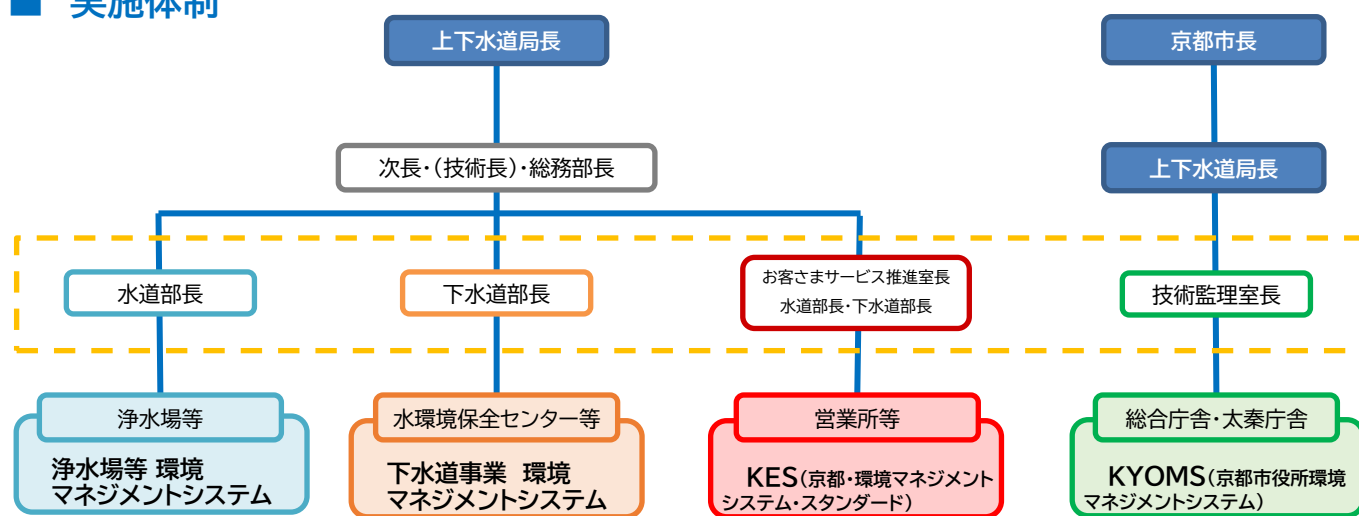 ■ 実施体制
上下水道局長
京都市長
次長・(技術長)・総務部長
上下水道局長
水道部長
下水道部長
お客さまサービス推進室長
水道部長・下水道部長
技術監理室長
浄水場等
浄水場等 環境
マネジメントシステム
水環境保全センター等
下水道事業 環境
マネジメントシステム
営業所等
KES(京都・環境マネジメント
システム・スタンダード)
総合庁舎・太秦庁舎
KYOMS(京都市役所環境
マネジメントシステム)